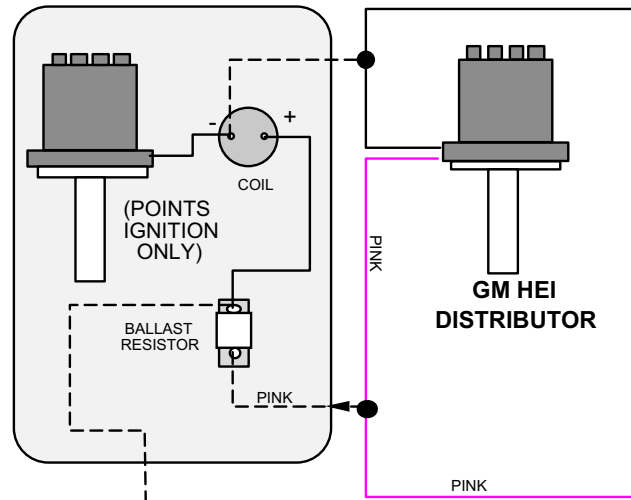 -
+
COIL
(POINTS
IGNITION
ONLY)
BALLAST
RESISTOR
PINK
PINK
GM HEI
DISTRIBUTOR
PINK